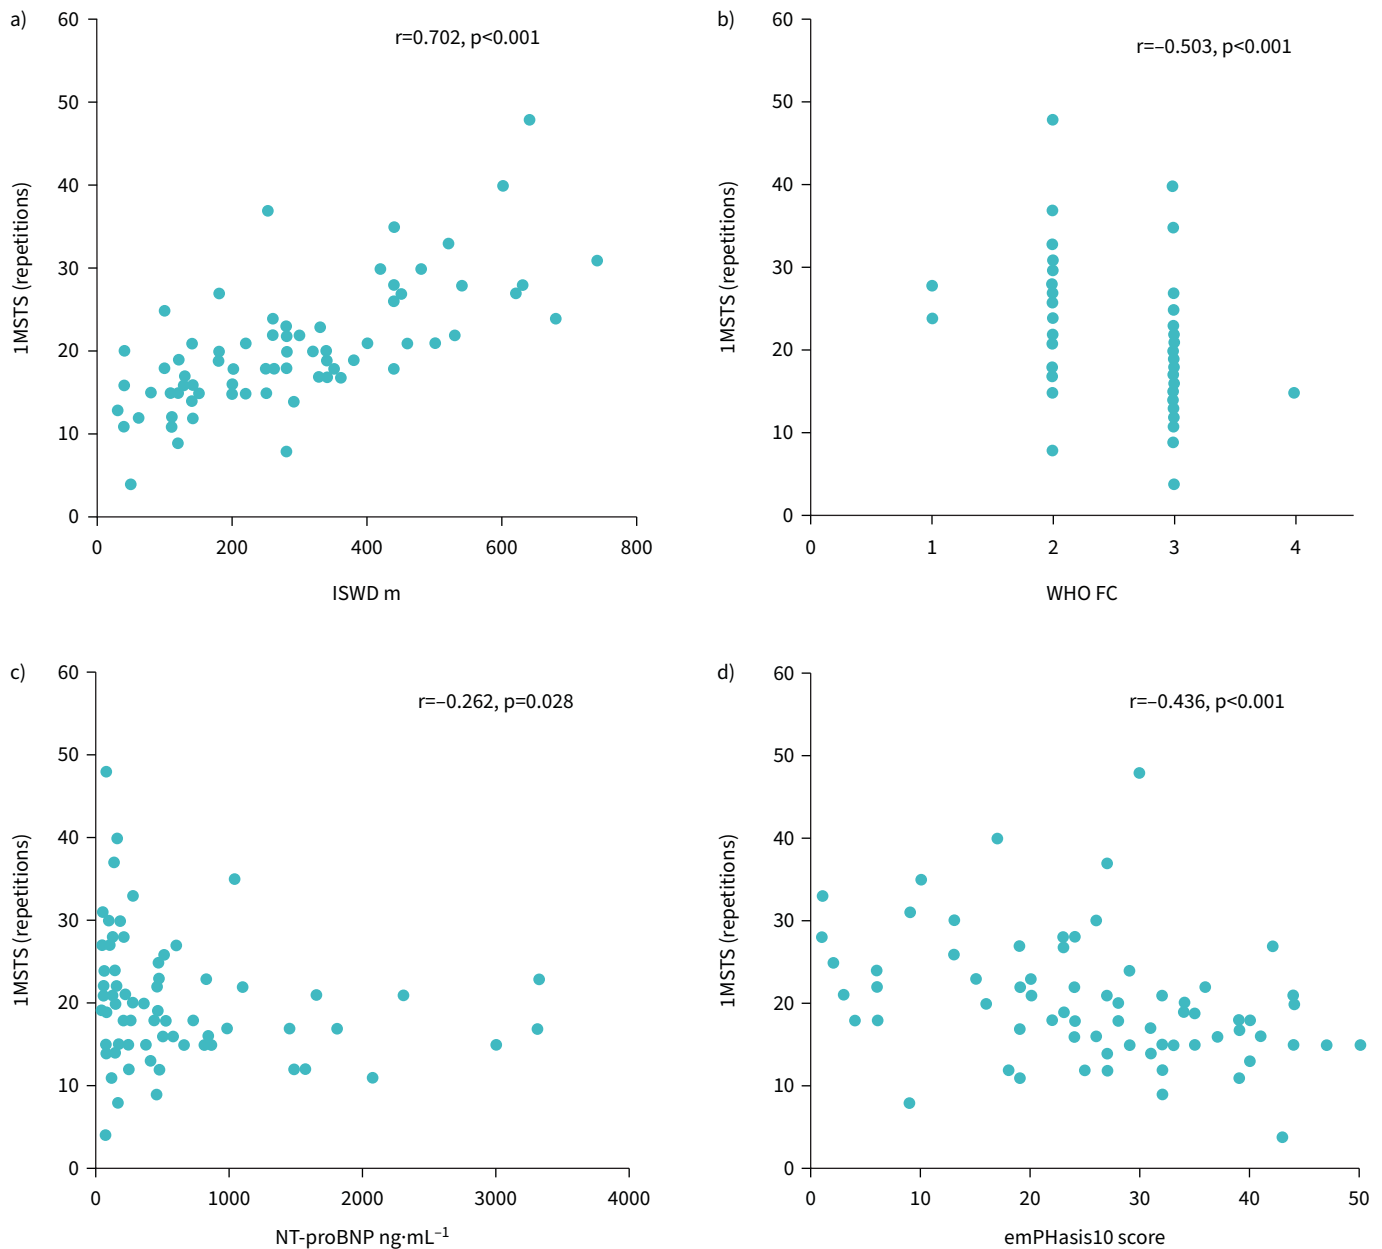 a)
r=0.702, p<0.001
60
50
40
30
20
10
0
1MSTS (repetitions)
0 200 400 600 800
ISWD m
b)
r=–0.503, p<0.001
60
50
40
30
20
10
0
1MSTS (repetitions)
0 1 2 3 4
WHO FC
c)
r=–0.262, p=0.028
60
50
40
30
20
10
0
1MSTS (repetitions)
0 1000 2000 3000 4000
NT-proBNP ng·mL⁻¹
d)
r=–0.436, p<0.001
60
50
40
30
20
10
0
1MSTS (repetitions)
0 10 20 30 40 50
emPHasis10 score